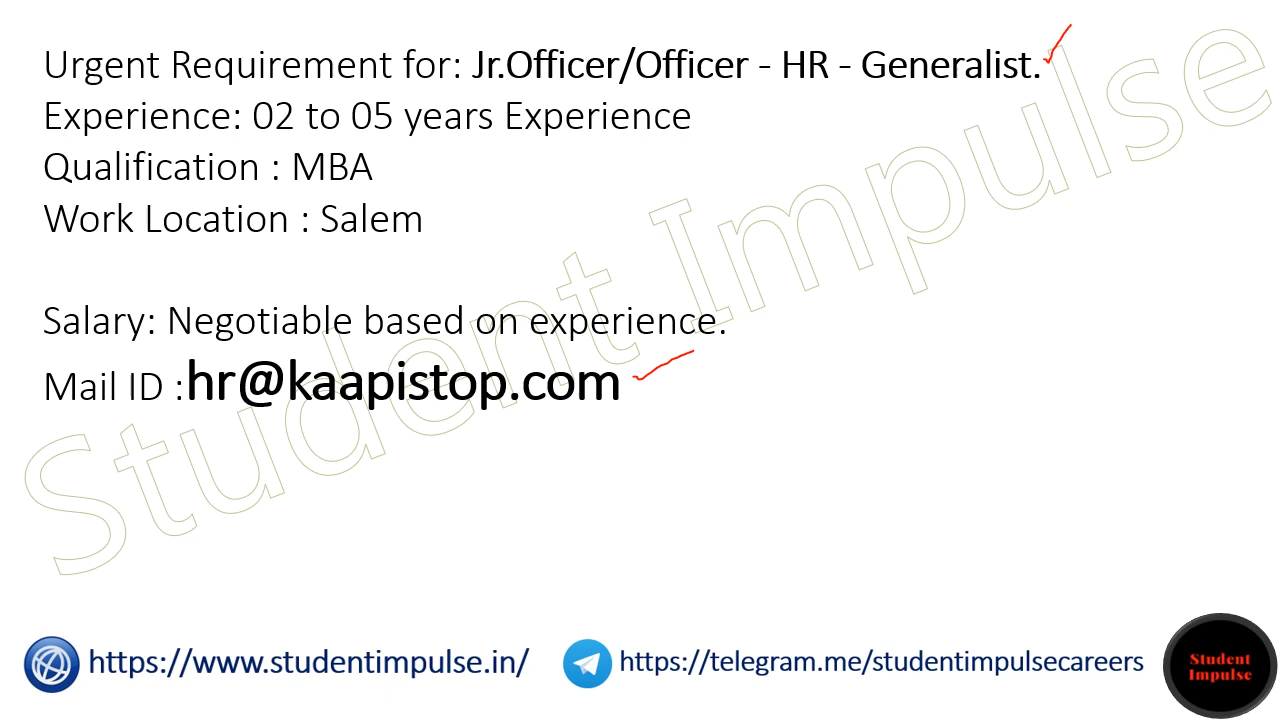 Urgent Requirement for: Jr.Officer/Officer - HR - Generalist.
Experience: 02 to 05 years Experience
Qualification : MBA
Work Location : Salem
Salary: Negotiable based on experience.
Mail ID :hr@kaapistop.com
Student Impulse
https://www.studentimpulse.in/
https://telegram.me/studentimpulsecareers
Student
Impulse